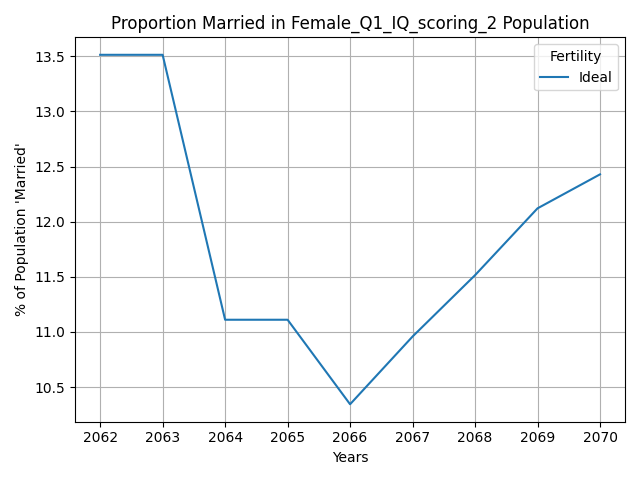 Proportion Married in Female_Q1_IQ_scoring_2 Population
Fertility
Ideal
% of Population 'Married'
13.5
13.0
12.5
12.0
11.5
11.0
10.5
2062 2063 2064 2065 2066 2067 2068 2069 2070
Years